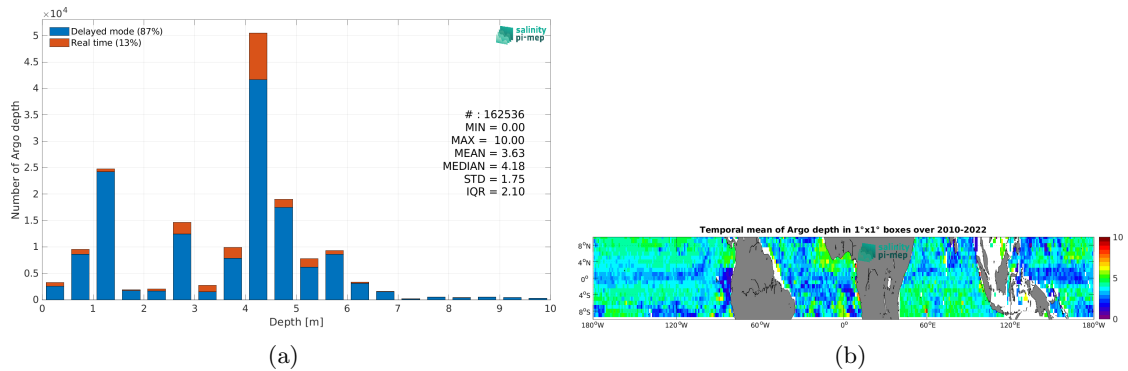 ×10⁴
5
4.5
4
3.5
3
2.5
2
1.5
1
0.5
0
Number of Argo depth
Delayed mode (87%)
Real time (13%)
salinity
pi-mep
# : 162536
MIN = 0.00
MAX = 10.00
MEAN = 3.63
MEDIAN = 4.18
STD = 1.75
IQR = 2.10
0 1 2 3 4 5 6 7 8 9 10
Depth [m]
(a)
Temporal mean of Argo depth in 1°x1° boxes over 2010-2022
8°N
4°N
0°
4°S
8°S
salinity
pi-mep
180°W 120°W 60°W 0° 60°E 120°E 180°W
10
5
0
(b)